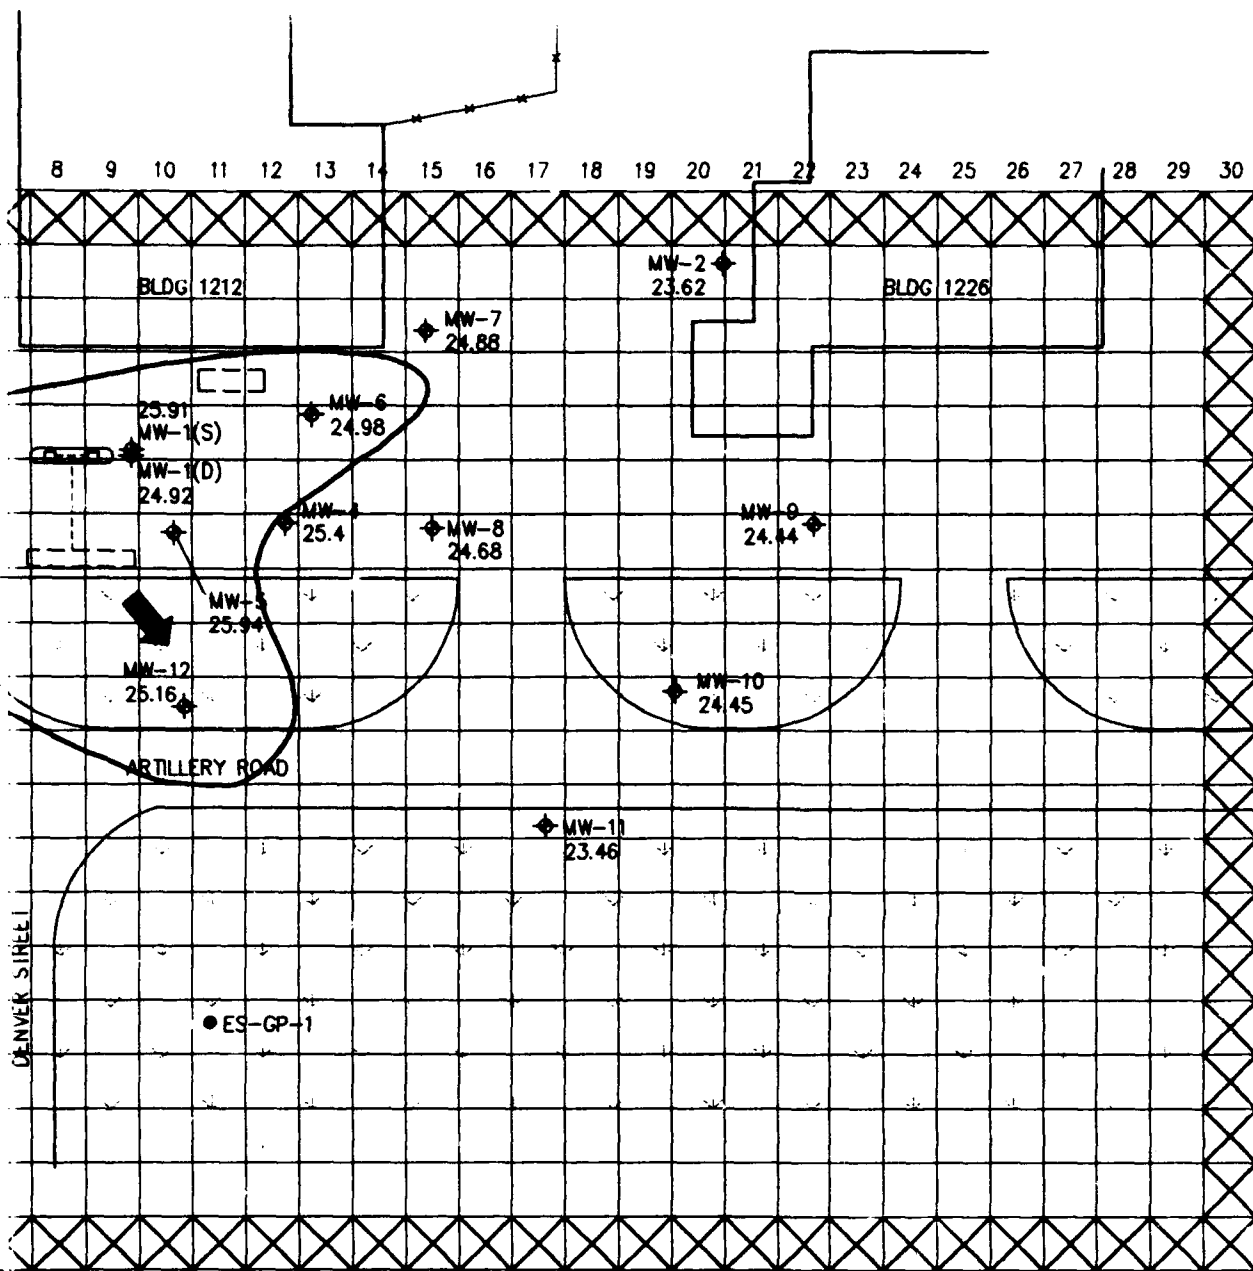 8 9 10 11 12 13 14 15 16 17 18 19 20 21 22 23 24 25 26 27 28 29 30
MW-2
23.62
BLDG 1212
BLDG 1226
MW-7
24.88
MW-6
24.98
25.91
MW-1(S)
MW-1(D)
24.92
MW-4
25.4
MW-8
24.68
MW-9
24.44
MW-5
25.94
MW-12
25.16
MW-10
24.45
ARTILLERY ROAD
MW-11
23.46
DENVER STREET
ES-GP-1